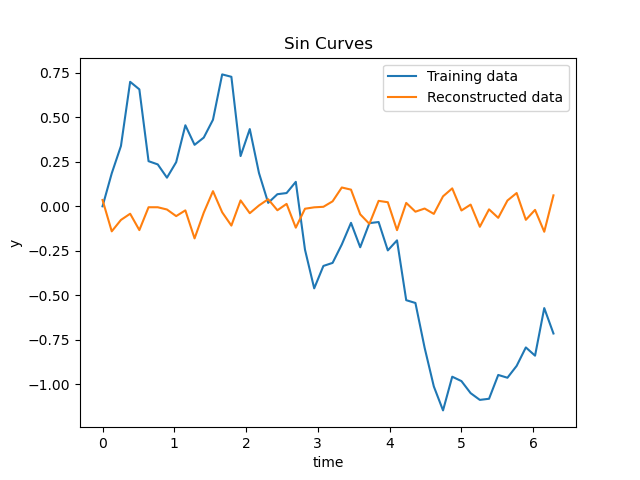 Sin Curves
Training data
Reconstructed data
0.75
0.50
0.25
0.00
−0.25
−0.50
−0.75
−1.00
y
0 1 2 3 4 5 6
time